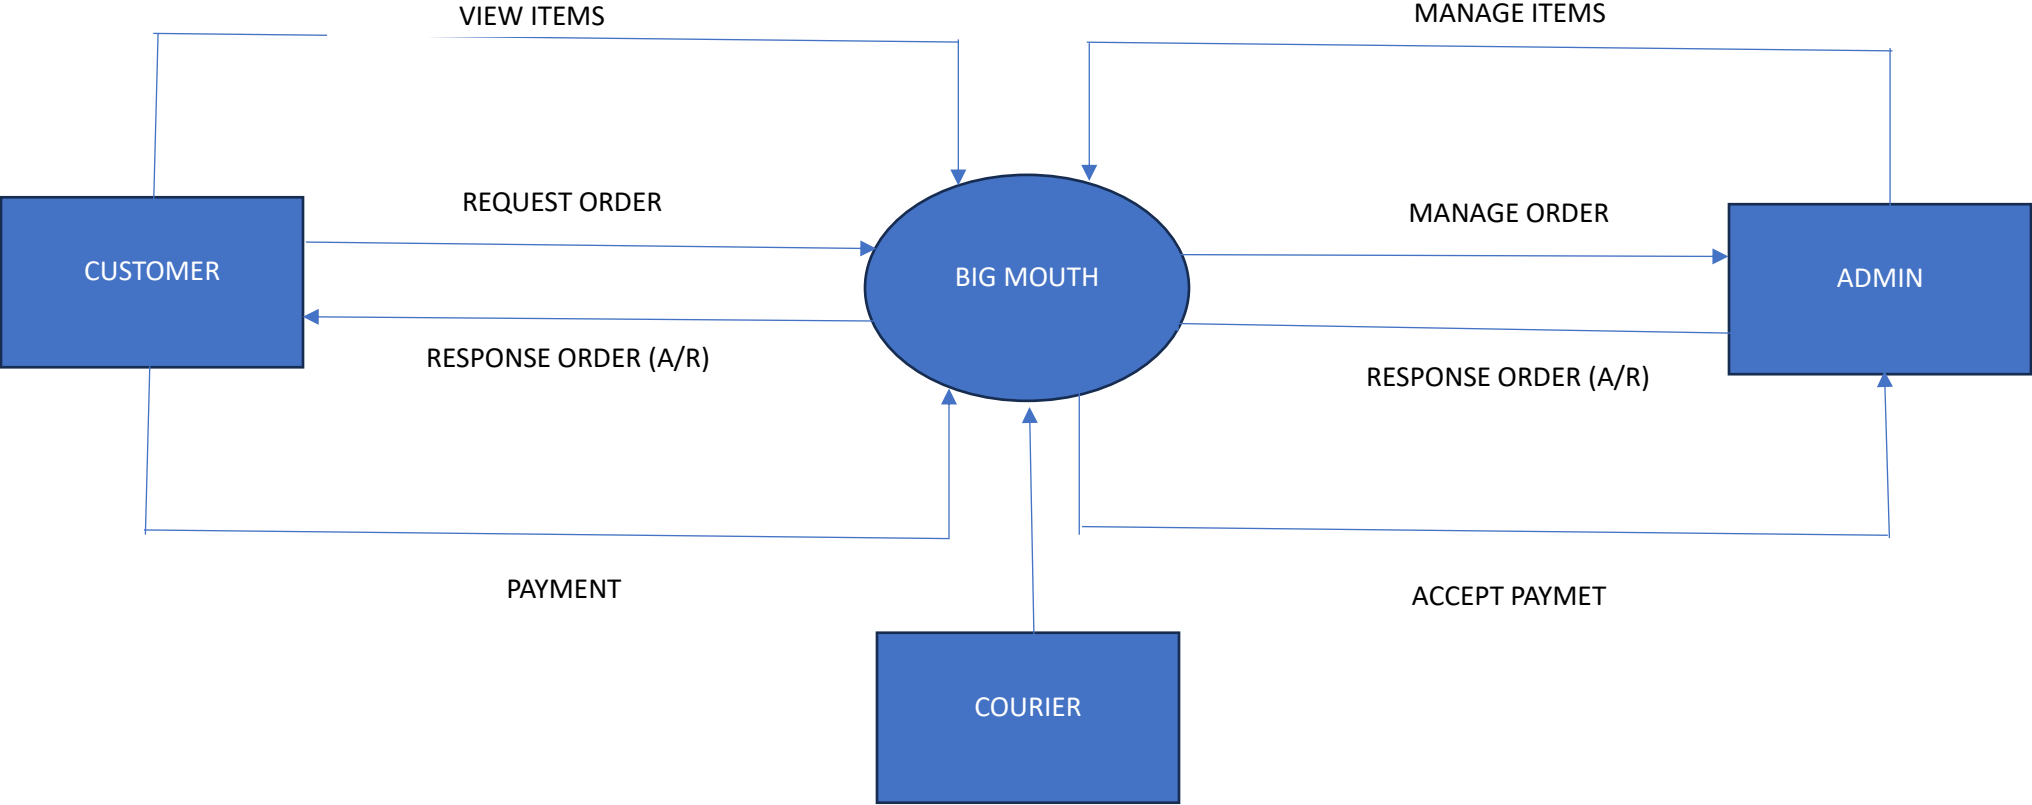 VIEW ITEMS
MANAGE ITEMS
REQUEST ORDER
MANAGE ORDER
CUSTOMER
BIG MOUTH
ADMIN
RESPONSE ORDER (A/R)
RESPONSE ORDER (A/R)
PAYMENT
ACCEPT PAYMET
COURIER